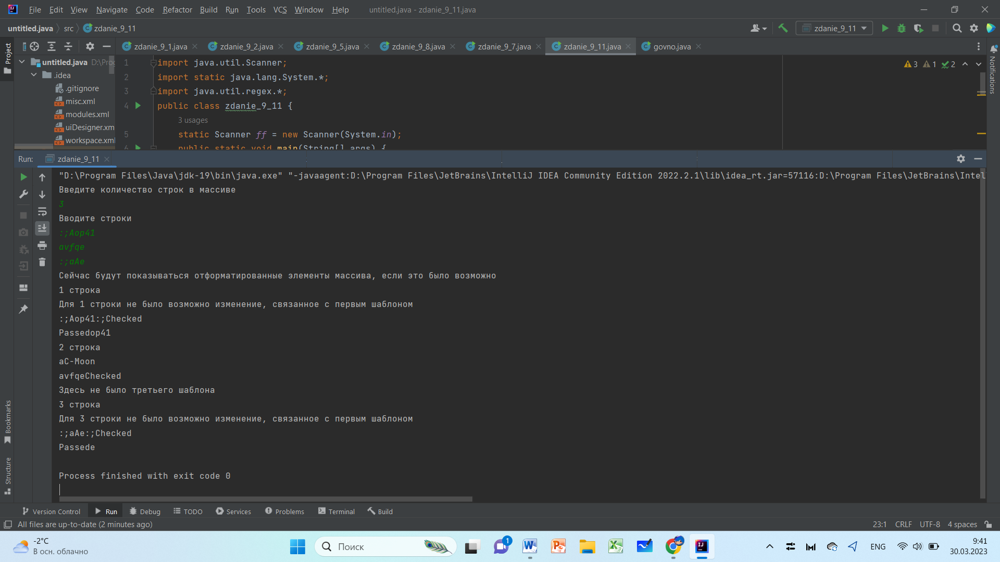 File Edit View Navigate Code Refactor Build Run Tools VCS Window Help untitled.java - zdanie_9_11.java
untitled.java src zdanie_9_11 zdanie_9_11
Project zdanie_9_1.java zdanie_9_2.java zdanie_9_5.java zdanie_9_8.java zdanie_9_7.java zdanie_9_11.java govno.java
untitled.java D:\Prog
.idea
.gitignore
misc.xml
modules.xml
uiDesigner.xm
workspace.xml
1 import java.util.Scanner;
2 import static java.lang.System.*;
3 import java.util.regex.*;
4 public class zdanie_9_11 {
3 usages
5 static Scanner ff = new Scanner(System.in);
6 public static void main(String[] args) {
3 1 2
Notifications
Run: zdanie_9_11
"D:\Program Files\Java\jdk-19\bin\java.exe" "-javaagent:D:\Program Files\JetBrains\IntelliJ IDEA Community Edition 2022.2.1\lib\idea_rt.jar=57116:D:\Program Files\JetBrains\Intel
Введите количество строк в массиве
3
Вводите строки
:;Aop41
avfqe
:;aAe
Сейчас будут показываться отформатированные элементы массива, если это было возможно
1 строка
Для 1 строки не было возможно изменение, связанное с первым шаблоном
:;Aop41:;Checked
Passedop41
2 строка
aC-Moon
avfqeChecked
Здесь не было третьего шаблона
3 строка
Для 3 строки не было возможно изменение, связанное с первым шаблоном
:;aAe:;Checked
Passede
Process finished with exit code 0
Bookmarks
Structure
Version Control Run Debug TODO Services Problems Terminal Build
All files are up-to-date (2 minutes ago) 23:1 CRLF UTF-8 4 spaces
-2°C
В осн. облачно
Поиск
1
ENG
9:41
30.03.2023